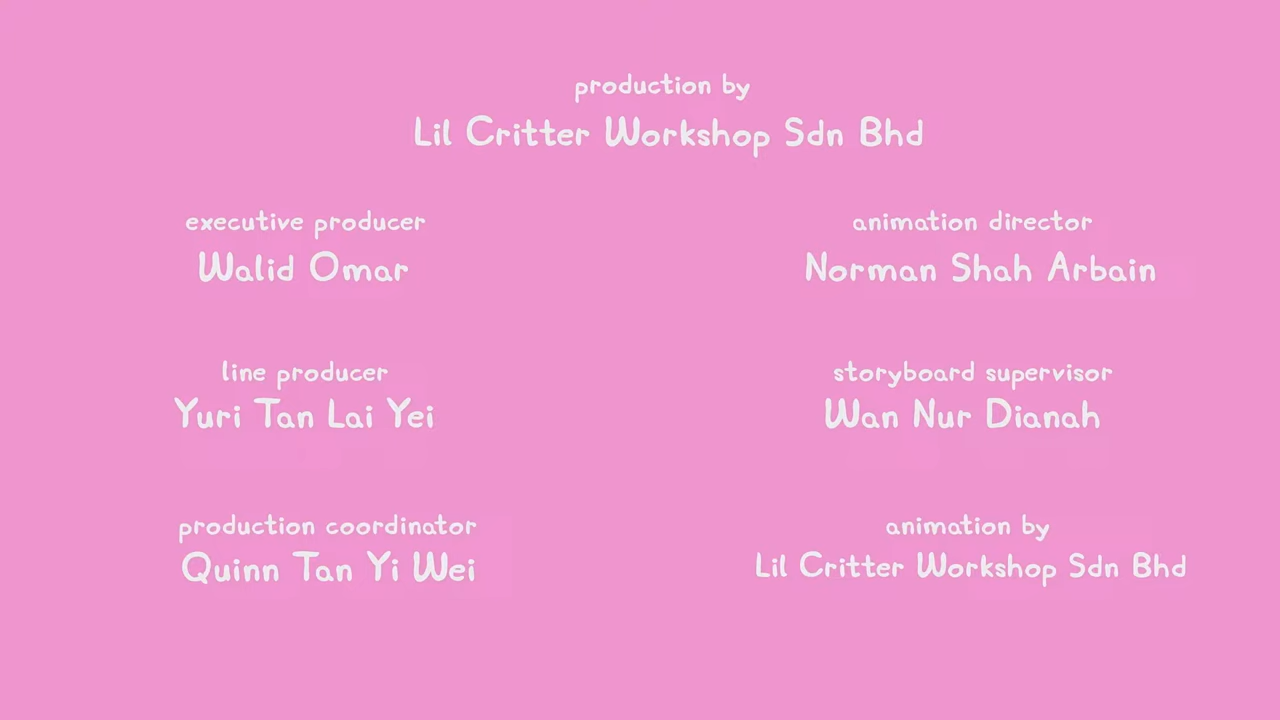 production by
Lil Critter Workshop Sdn Bhd
executive producer
Walid Omar
line producer
Yuri Tan Lai Yei
production coordinator
Quinn Tan Yi Wei
animation director
Norman Shah Arbain
storyboard supervisor
Wan Nur Dianah
animation by
Lil Critter Workshop Sdn Bhd